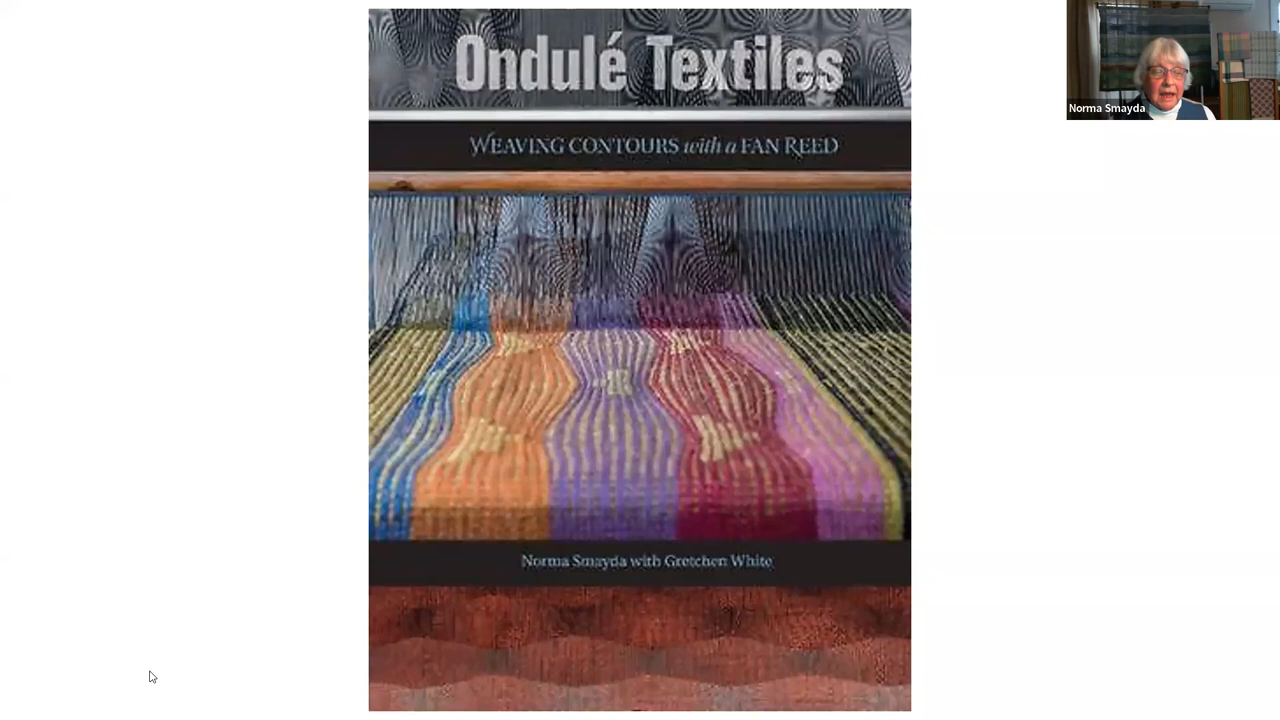 Ondulé Textiles
WEAVING CONTOURS with a FAN REED
Norma Smayda with Gretchen White
Norma Smayda